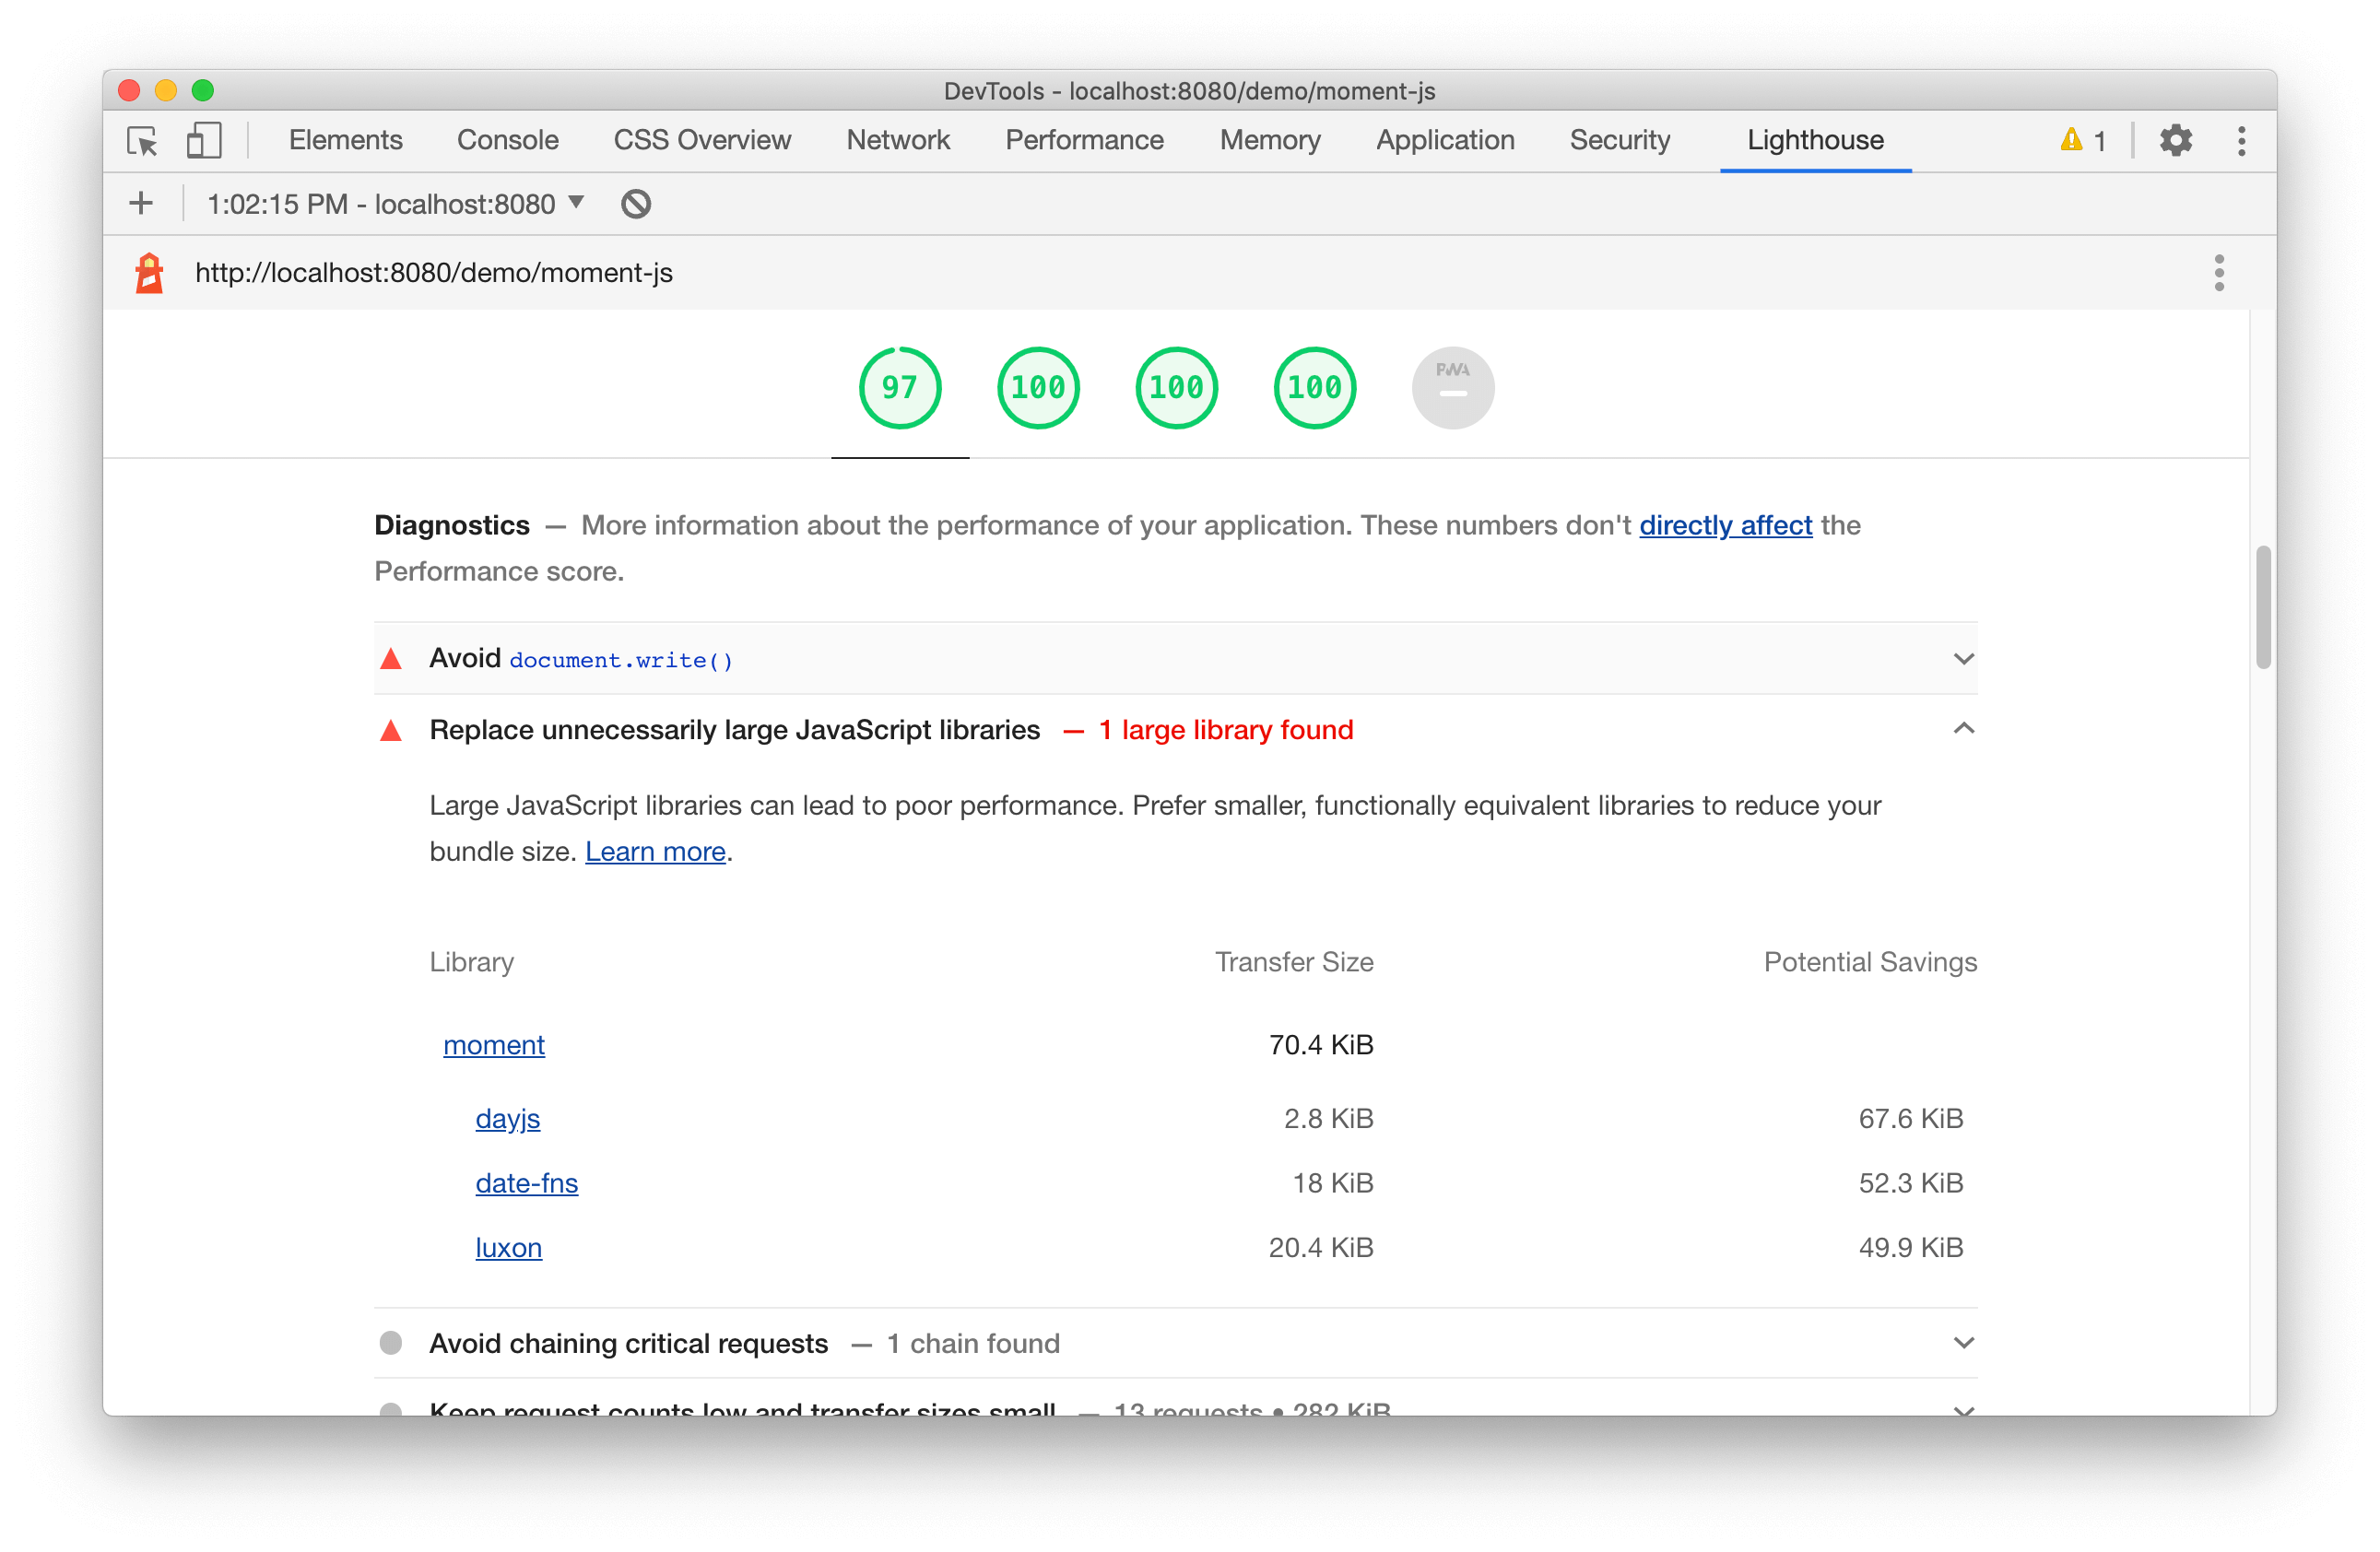 DevTools - localhost:8080/demo/moment-js
Elements Console CSS Overview Network Performance Memory Application Security Lighthouse 1
1:02:15 PM - localhost:8080
http://localhost:8080/demo/moment-js
97 100 100 100 PWA
Diagnostics — More information about the performance of your application. These numbers don't directly affect the
Performance score.
Avoid document.write()
Replace unnecessarily large JavaScript libraries — 1 large library found
Large JavaScript libraries can lead to poor performance. Prefer smaller, functionally equivalent libraries to reduce your
bundle size. Learn more.
Library Transfer Size Potential Savings
moment 70.4 KiB
dayjs 2.8 KiB 67.6 KiB
date-fns 18 KiB 52.3 KiB
luxon 20.4 KiB 49.9 KiB
Avoid chaining critical requests — 1 chain found
Keep request counts low and transfer sizes small — 13 requests • 282 KiB